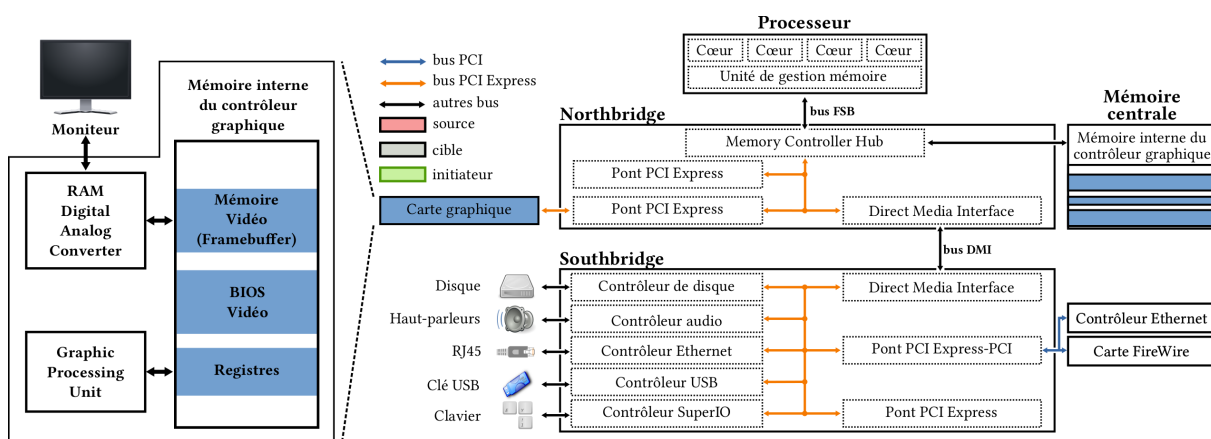 Moniteur
RAM
Digital
Analog
Converter
Graphic
Processing
Unit
Mémoire interne
du contrôleur
graphique
Mémoire
Vidéo
(Framebuffer)
BIOS
Vidéo
Registres
bus PCI
bus PCI Express
autres bus
source
cible
initiateur
Carte graphique
Processeur
Cœur Cœur Cœur Cœur
Unité de gestion mémoire
bus FSB
Northbridge
Memory Controller Hub
Pont PCI Express
Pont PCI Express
Direct Media Interface
Mémoire
centrale
Mémoire interne du
contrôleur graphique
bus DMI
Southbridge
Disque
Contrôleur de disque
Direct Media Interface
Haut-parleurs
Contrôleur audio
RJ45
Contrôleur Ethernet
Pont PCI Express-PCI
Clé USB
Contrôleur USB
Clavier
Contrôleur SuperIO
Pont PCI Express
Contrôleur Ethernet
Carte FireWire